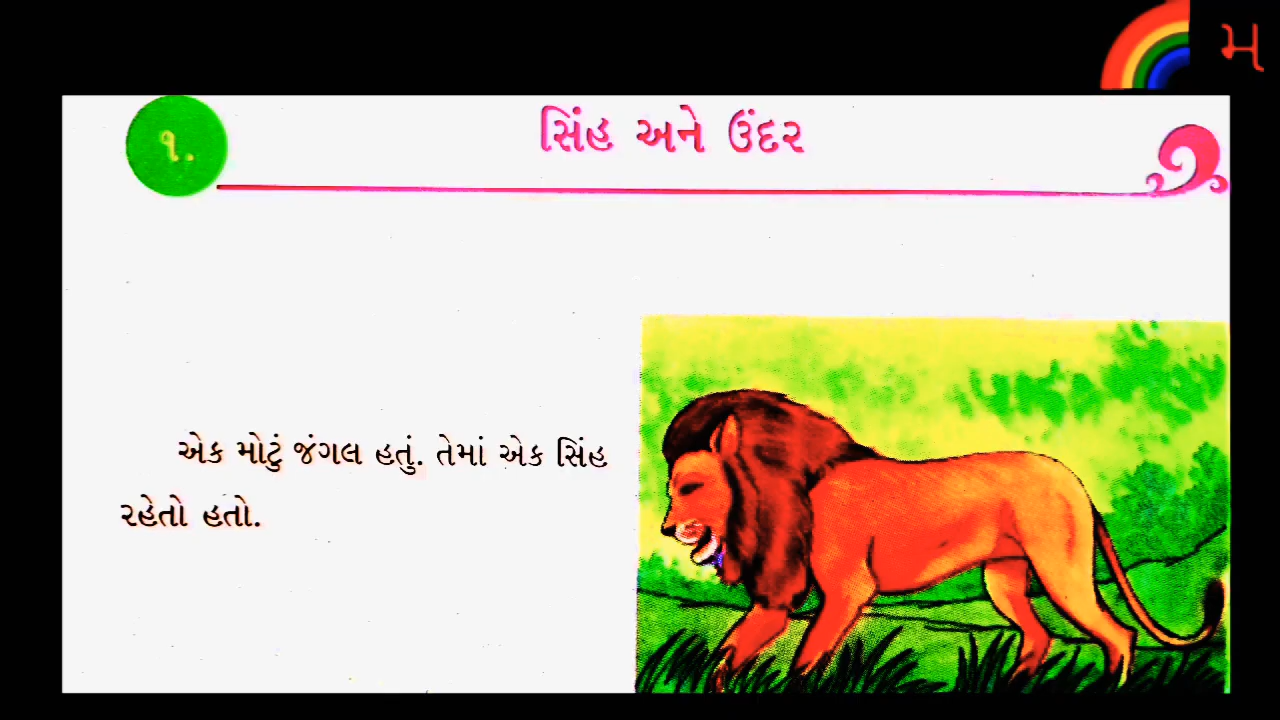 મ
૧.
સિંહ અને ઉંદર
એક મોટું જંગલ હતું. તેમાં એક સિંહ
રહેતો હતો.